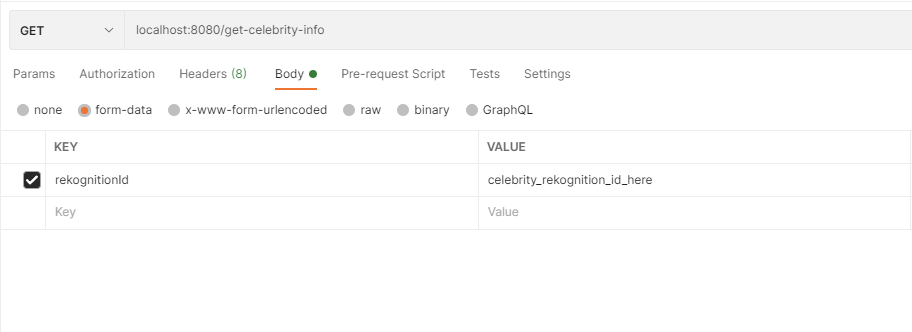 GET localhost:8080/get-celebrity-info
Params Authorization Headers (8) Body Pre-request Script Tests Settings
none form-data x-www-form-urlencoded raw binary GraphQL
KEY VALUE
rekognitionId celebrity_rekognition_id_here
Key Value